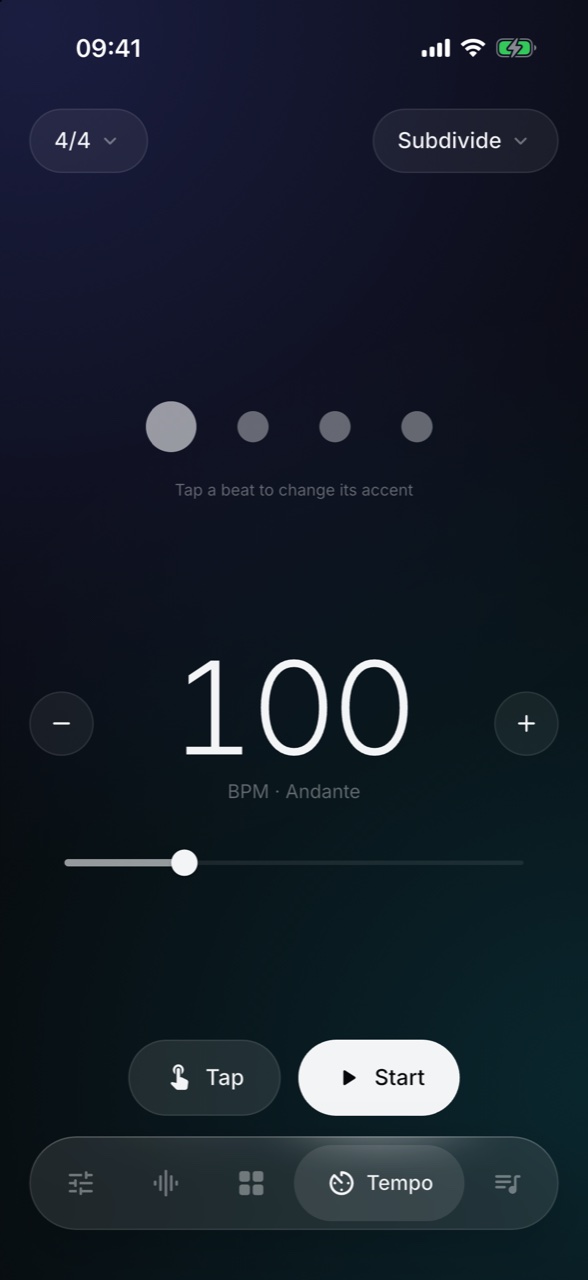 09:41
4/4
Subdivide
Tap a beat to change its accent
100
BPM · Andante
Tap
Start
Tempo